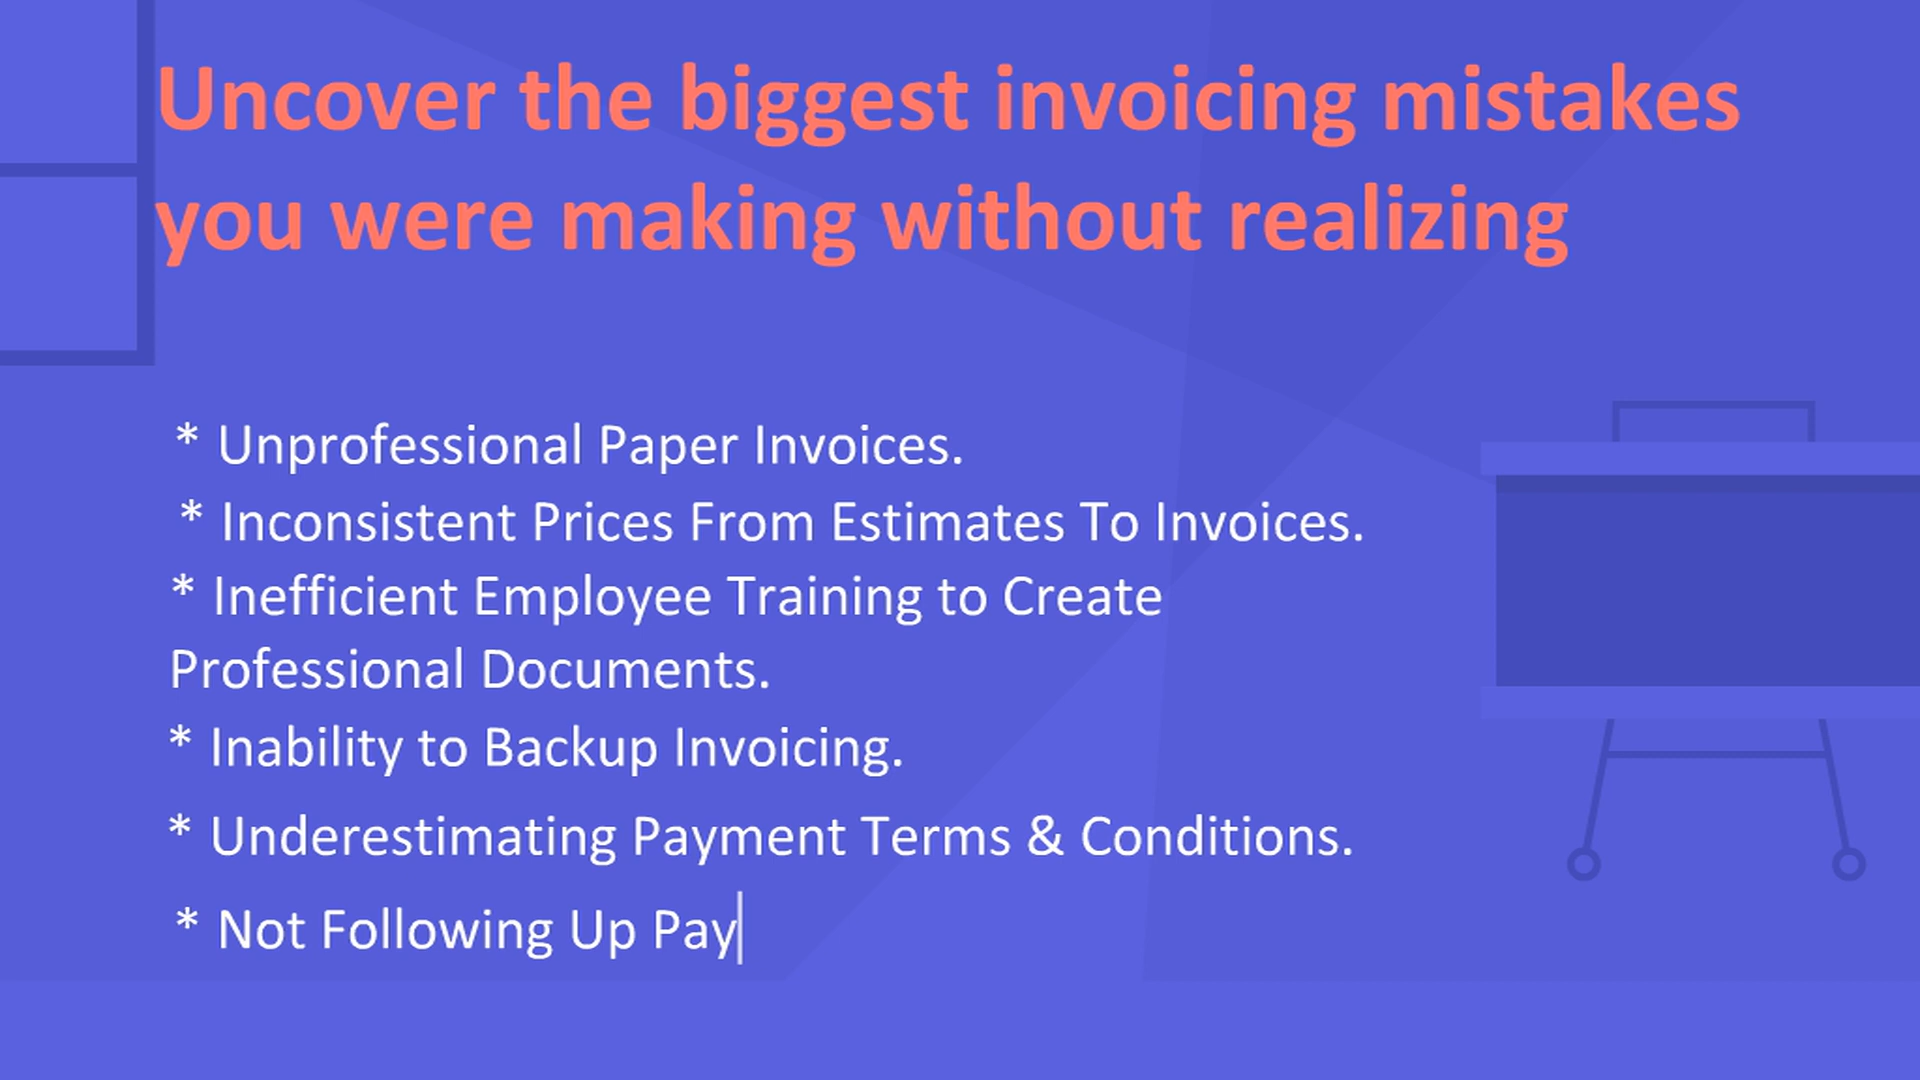 Uncover the biggest invoicing mistakes
you were making without realizing
* Unprofessional Paper Invoices.
* Inconsistent Prices From Estimates To Invoices.
* Inefficient Employee Training to Create
Professional Documents.
* Inability to Backup Invoicing.
* Underestimating Payment Terms & Conditions.
* Not Following Up Pay